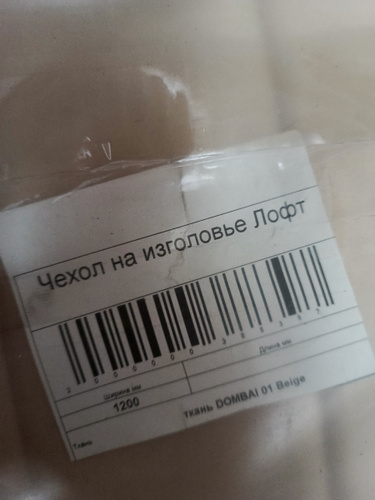 Чехол на изголовье Лофт
Ширина мм
Длина мм
1200
Ткань
ткань DOMBAI 01 Beige